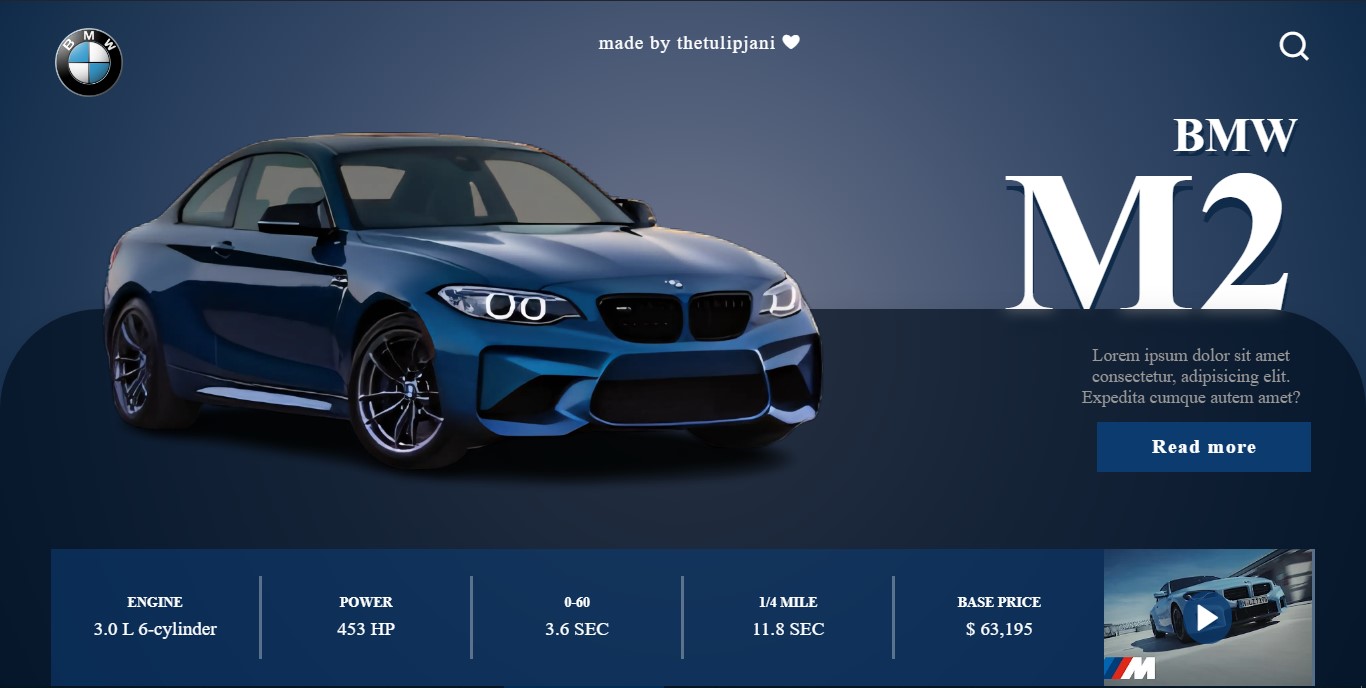 BMW
made by thetulipjani
BMW
M2
Lorem ipsum dolor sit amet
consectetur, adipisicing elit.
Expedita cumque autem amet?
Read more
ENGINE
3.0 L 6-cylinder
POWER
453 HP
0-60
3.6 SEC
1/4 MILE
11.8 SEC
BASE PRICE
$ 63,195
M